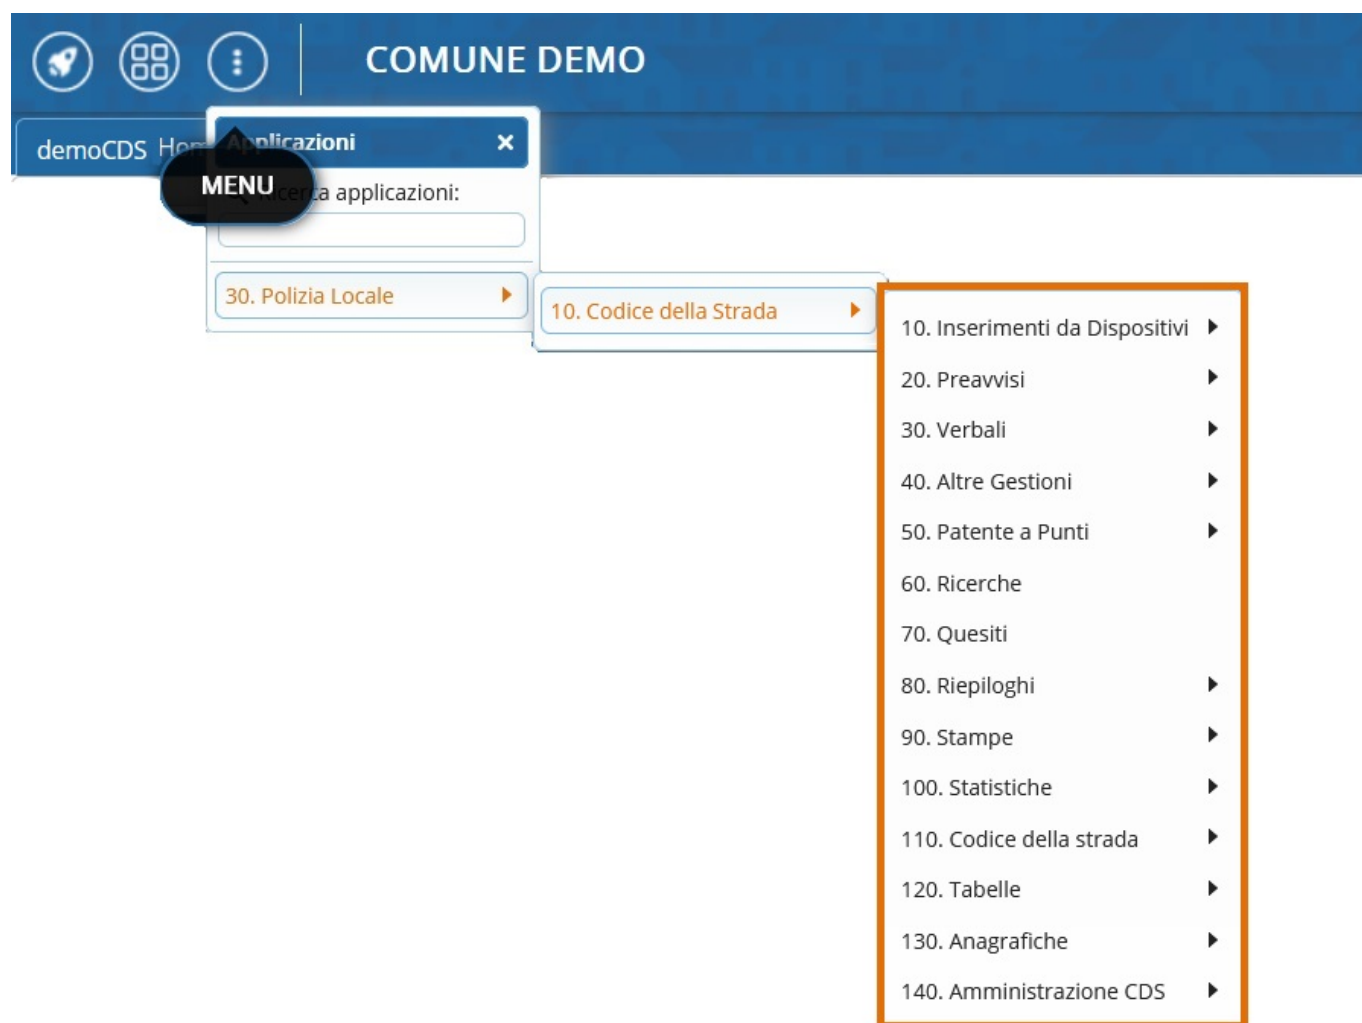 COMUNE DEMO
demoCDS
Applicazioni
MENU
applicazioni:
30. Polizia Locale
10. Codice della Strada
10. Inserimenti da Dispositivi
20. Preavvisi
30. Verbali
40. Altre Gestioni
50. Patente a Punti
60. Ricerche
70. Quesiti
80. Riepiloghi
90. Stampe
100. Statistiche
110. Codice della strada
120. Tabelle
130. Anagrafiche
140. Amministrazione CDS